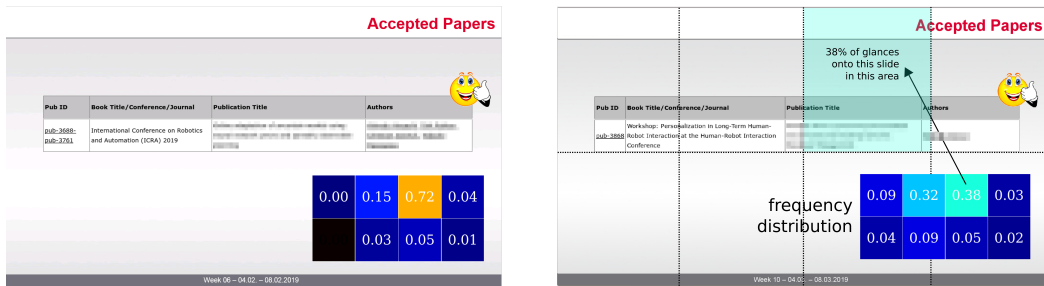 Accepted Papers
Pub ID Book Title/Conference/Journal Publication Title Authors
pub-3688-
pub-3761
International Conference on Robotics
and Automation (ICRA) 2019
0.00 0.15 0.72 0.04
0.03 0.05 0.01
Week 06 – 04.02. – 08.02.2019
Accepted Papers
38% of glances
onto this slide
in this area
Pub ID Book Title/Conference/Journal Publication Title Authors
pub-3868
Workshop: Personalization in Long-Term Human-
Robot Interaction at the Human-Robot Interaction
Conference
frequency
distribution
0.09 0.32 0.38 0.03
0.04 0.09 0.05 0.02
Week 10 – 04.03. – 08.03.2019